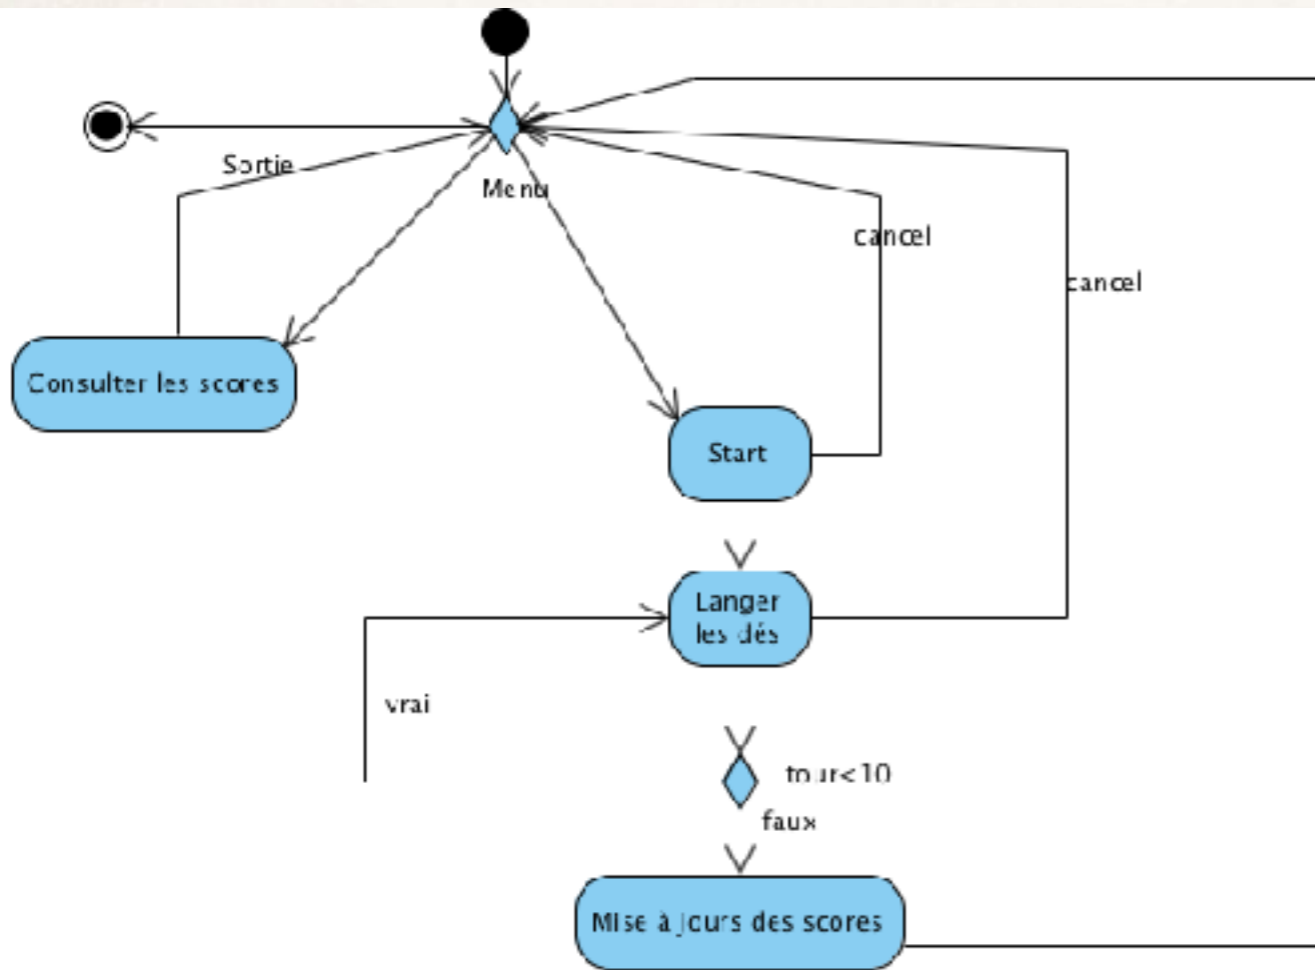 Sortie
Menu
cancel
cancel
Consulter les scores
Start
Langer
les dés
vrai
tour<10
faux
Mise à jours des scores